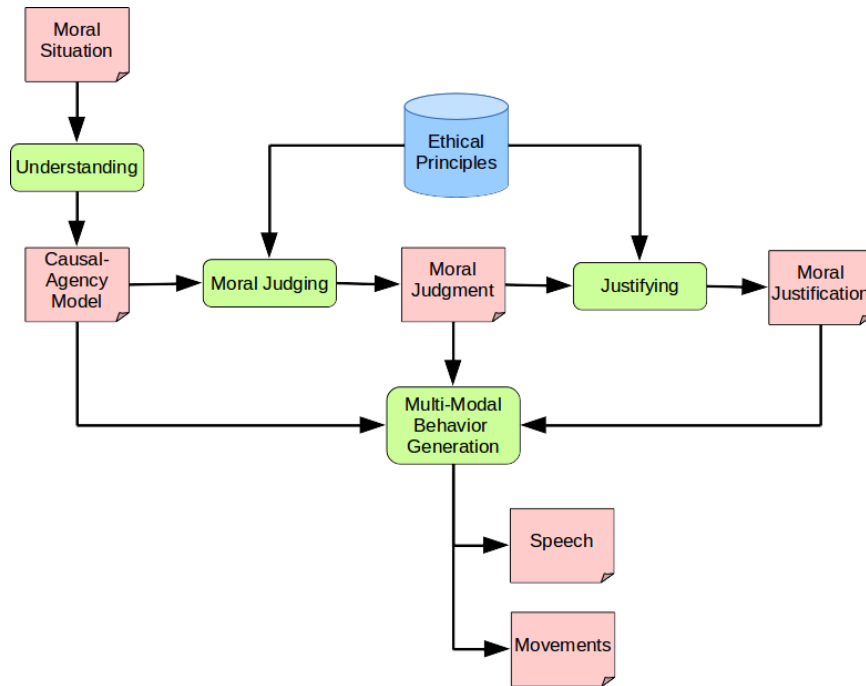 Moral
Situation
Ethical
Principles
Understanding
Causal-
Agency
Model
Moral Judging
Moral
Judgment
Justifying
Moral
Justification
Multi-Modal
Behavior
Generation
Speech
Movements